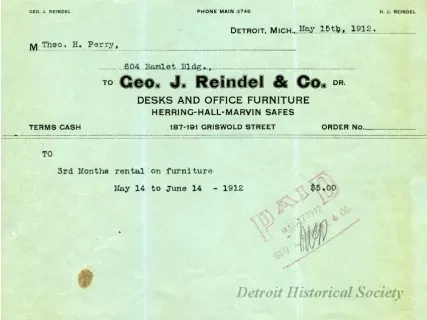 GEO. J. REINDEL PHONE MAIN 3746 R. C. REINDEL
DETROIT, MICH., May 15th, 1912.
M Theo. H. Perry,
604 Hamlet Bldg.,
TO Geo. J. Reindel & Co. DR.
DESKS AND OFFICE FURNITURE
HERRING-HALL-MARVIN SAFES
TERMS CASH 187-191 GRISWOLD STREET ORDER No.
TO
3rd Months rental on furniture
May 14 to June 14 - 1912 $5.00
PAID
GEO & CO.
Detroit Historical Society